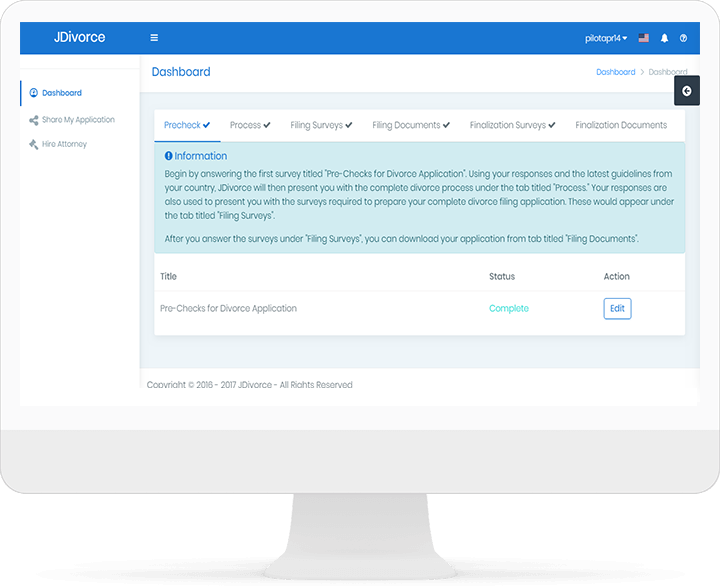 JDivorce
pilotapr14
Dashboard
Dashboard > Dashboard
Dashboard
Share My Application
Hire Attorney
Precheck Process Filing Surveys Filing Documents Finalization Surveys Finalization Documents
Information
Begin by answering the first survey titled "Pre-Checks for Divorce Application". Using your responses and the latest guidelines from
your country, JDivorce will then present you with the complete divorce process under the tab titled "Process." Your responses are
also used to present you with the surveys required to prepare your complete divorce filing application. These would appear under
the tab titled "Filing Surveys".
After you answer the surveys under "Filing Surveys", you can download your application from tab titled "Filing Documents".
Title Status Action
Pre-Checks for Divorce Application Complete Edit
Copyright © 2016 - 2017 JDivorce - All Rights Reserved